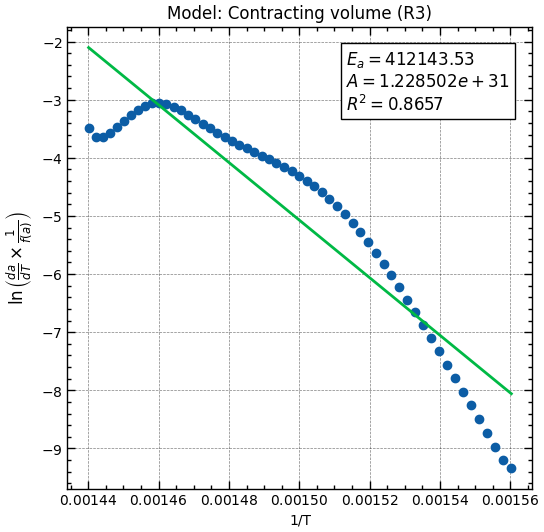 Model: Contracting volume (R3)
E_a = 412143.53
A = 1.228502e + 31
R^2 = 0.8657
−2
−3
−4
−5
−6
−7
−8
−9
ln(da/dT × 1/f(a))
0.00144 0.00146 0.00148 0.00150 0.00152 0.00154 0.00156
1/T